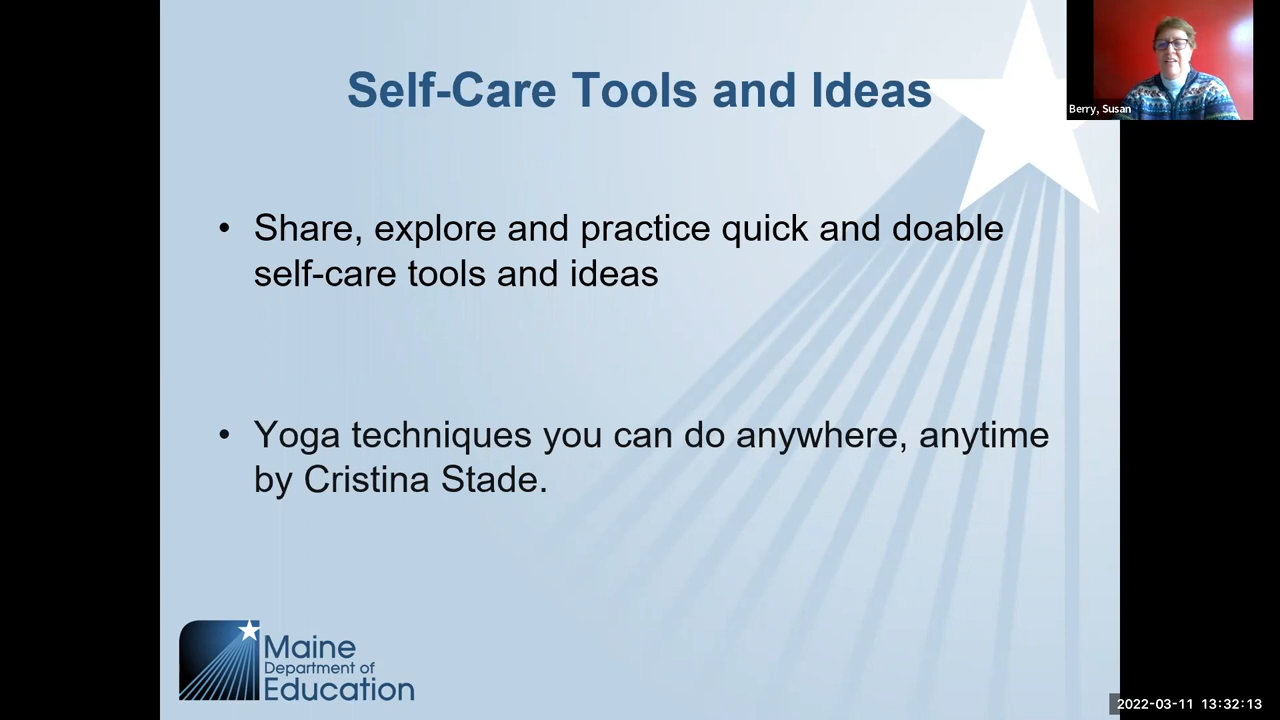 Self-Care Tools and Ideas
Berry, Susan
• Share, explore and practice quick and doable
self-care tools and ideas
• Yoga techniques you can do anywhere, anytime
by Cristina Stade.
Maine
Department of
Education
2022-03-11 13:32:13